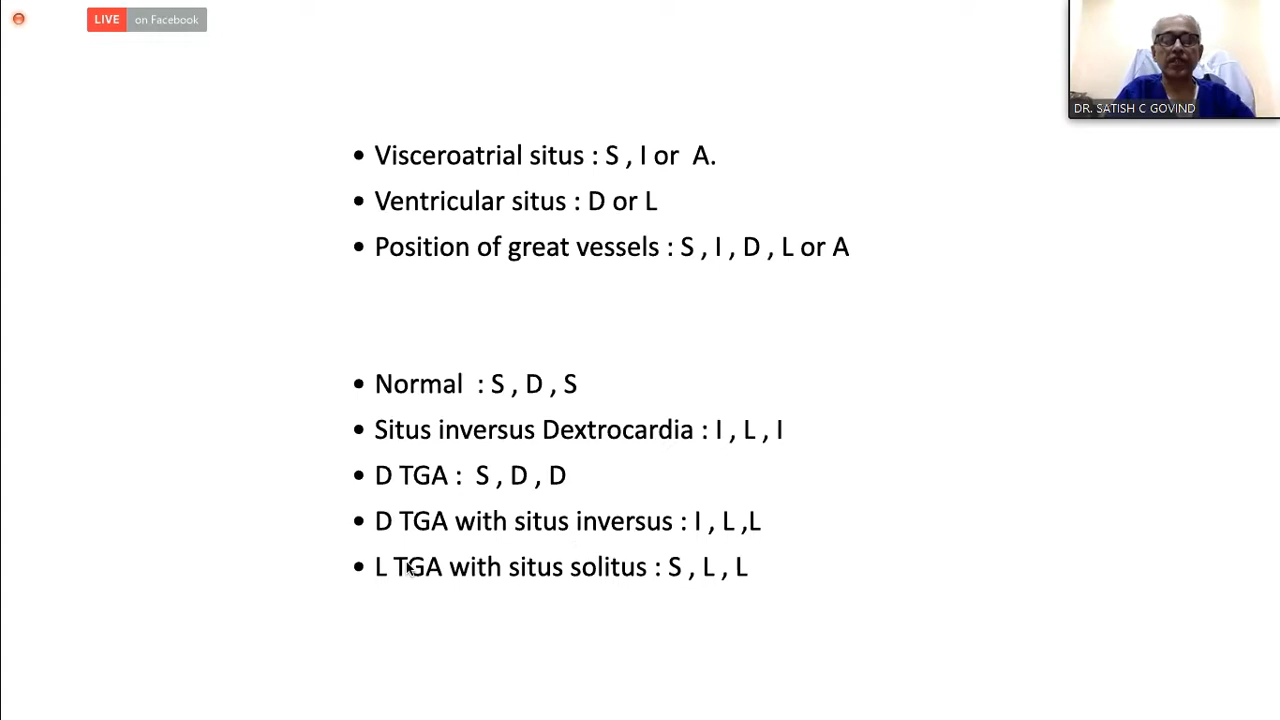 LIVE on Facebook
DR. SATISH C GOVIND
• Visceroatrial situs : S , I or A.
• Ventricular situs : D or L
• Position of great vessels : S , I , D , L or A
• Normal : S , D , S
• Situs inversus Dextrocardia : I , L , I
• D TGA : S , D , D
• D TGA with situs inversus : I , L ,L
• L TGA with situs solitus : S , L , L